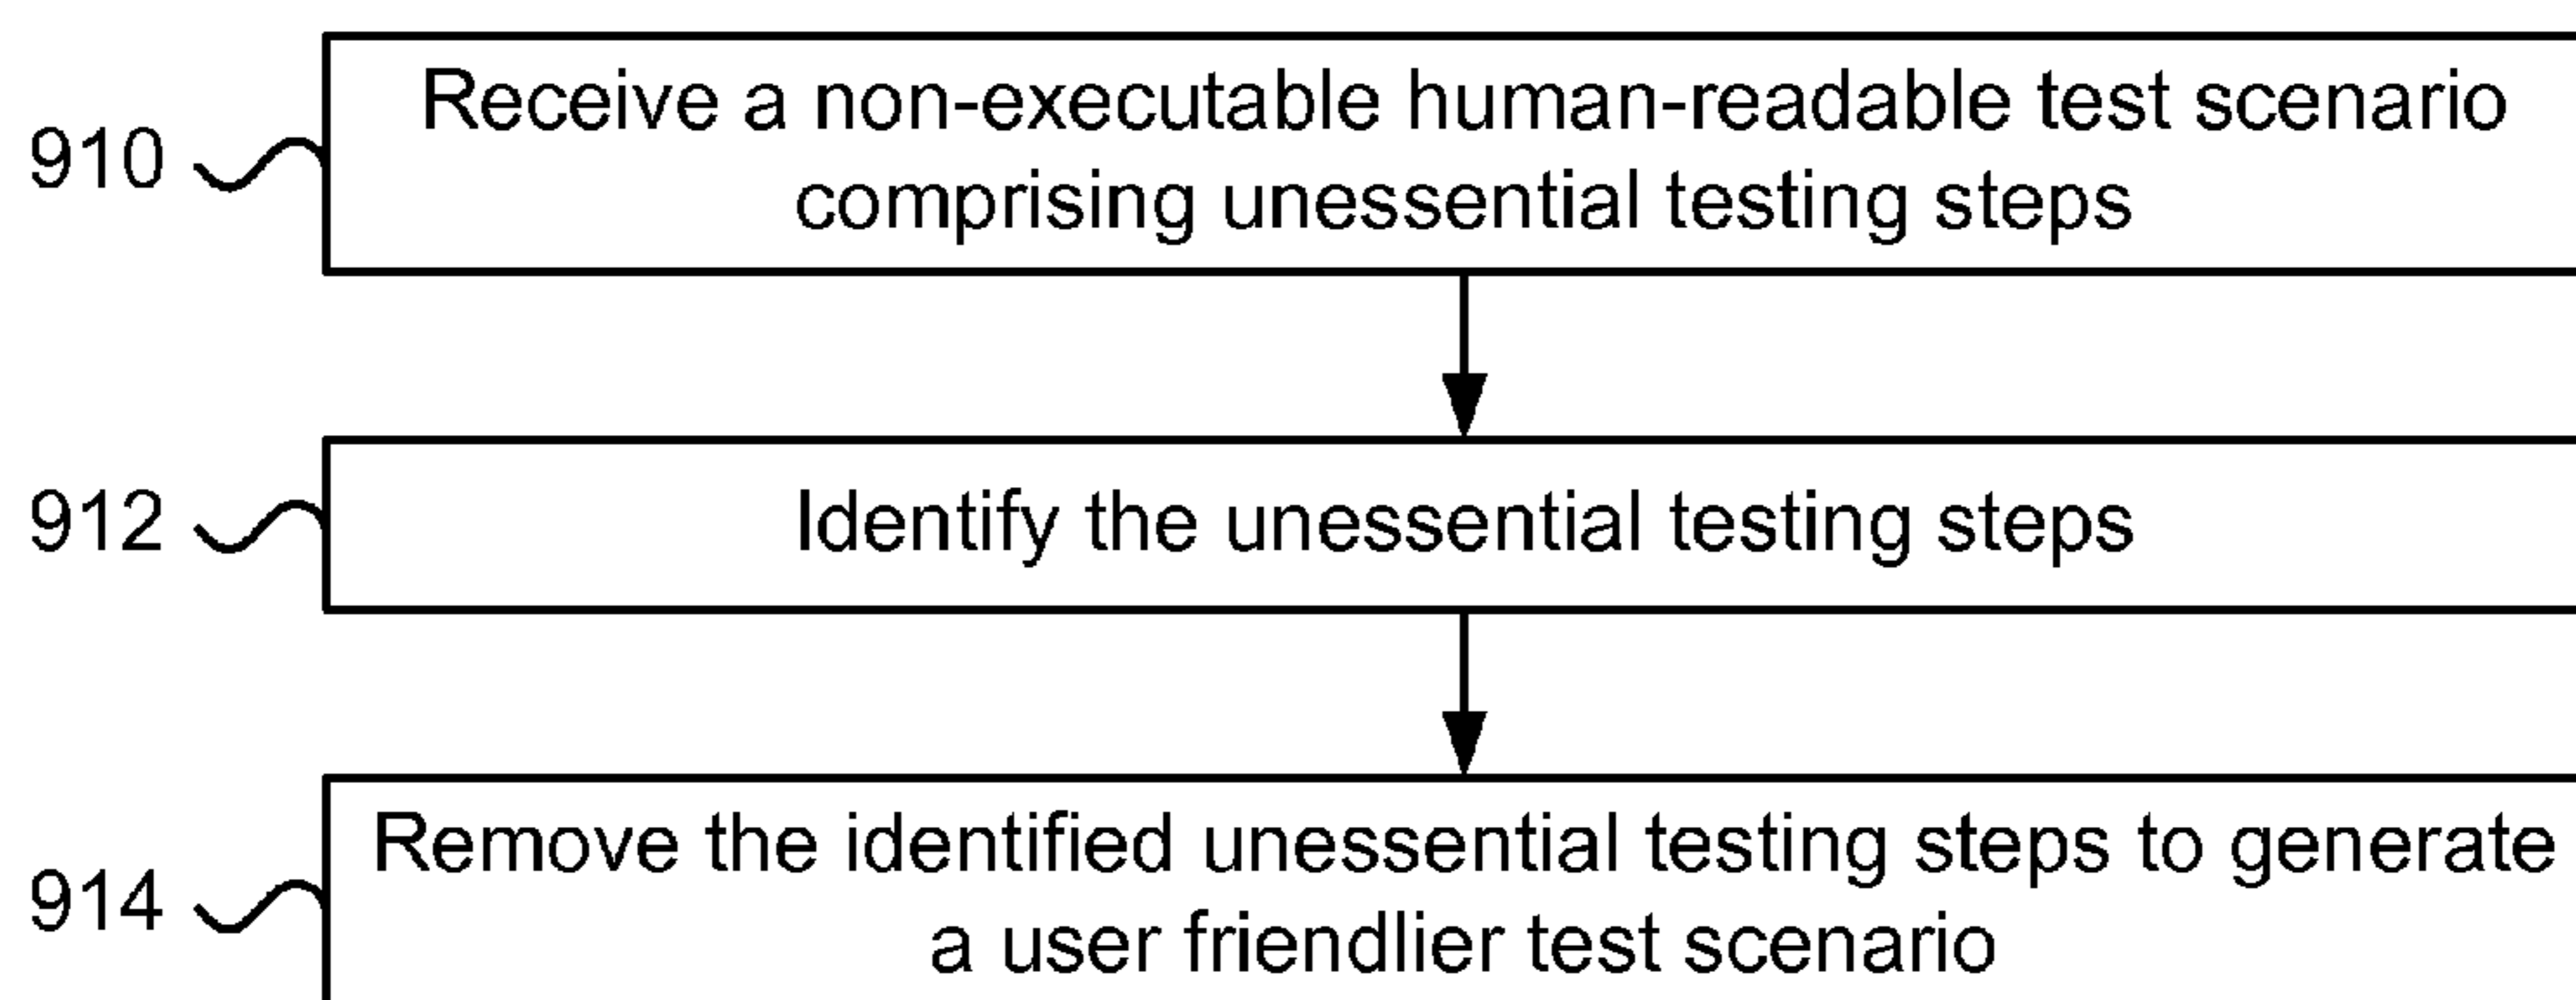 910
Receive a non-executable human-readable test scenario
comprising unessential testing steps
912
Identify the unessential testing steps
914
Remove the identified unessential testing steps to generate
a user friendlier test scenario